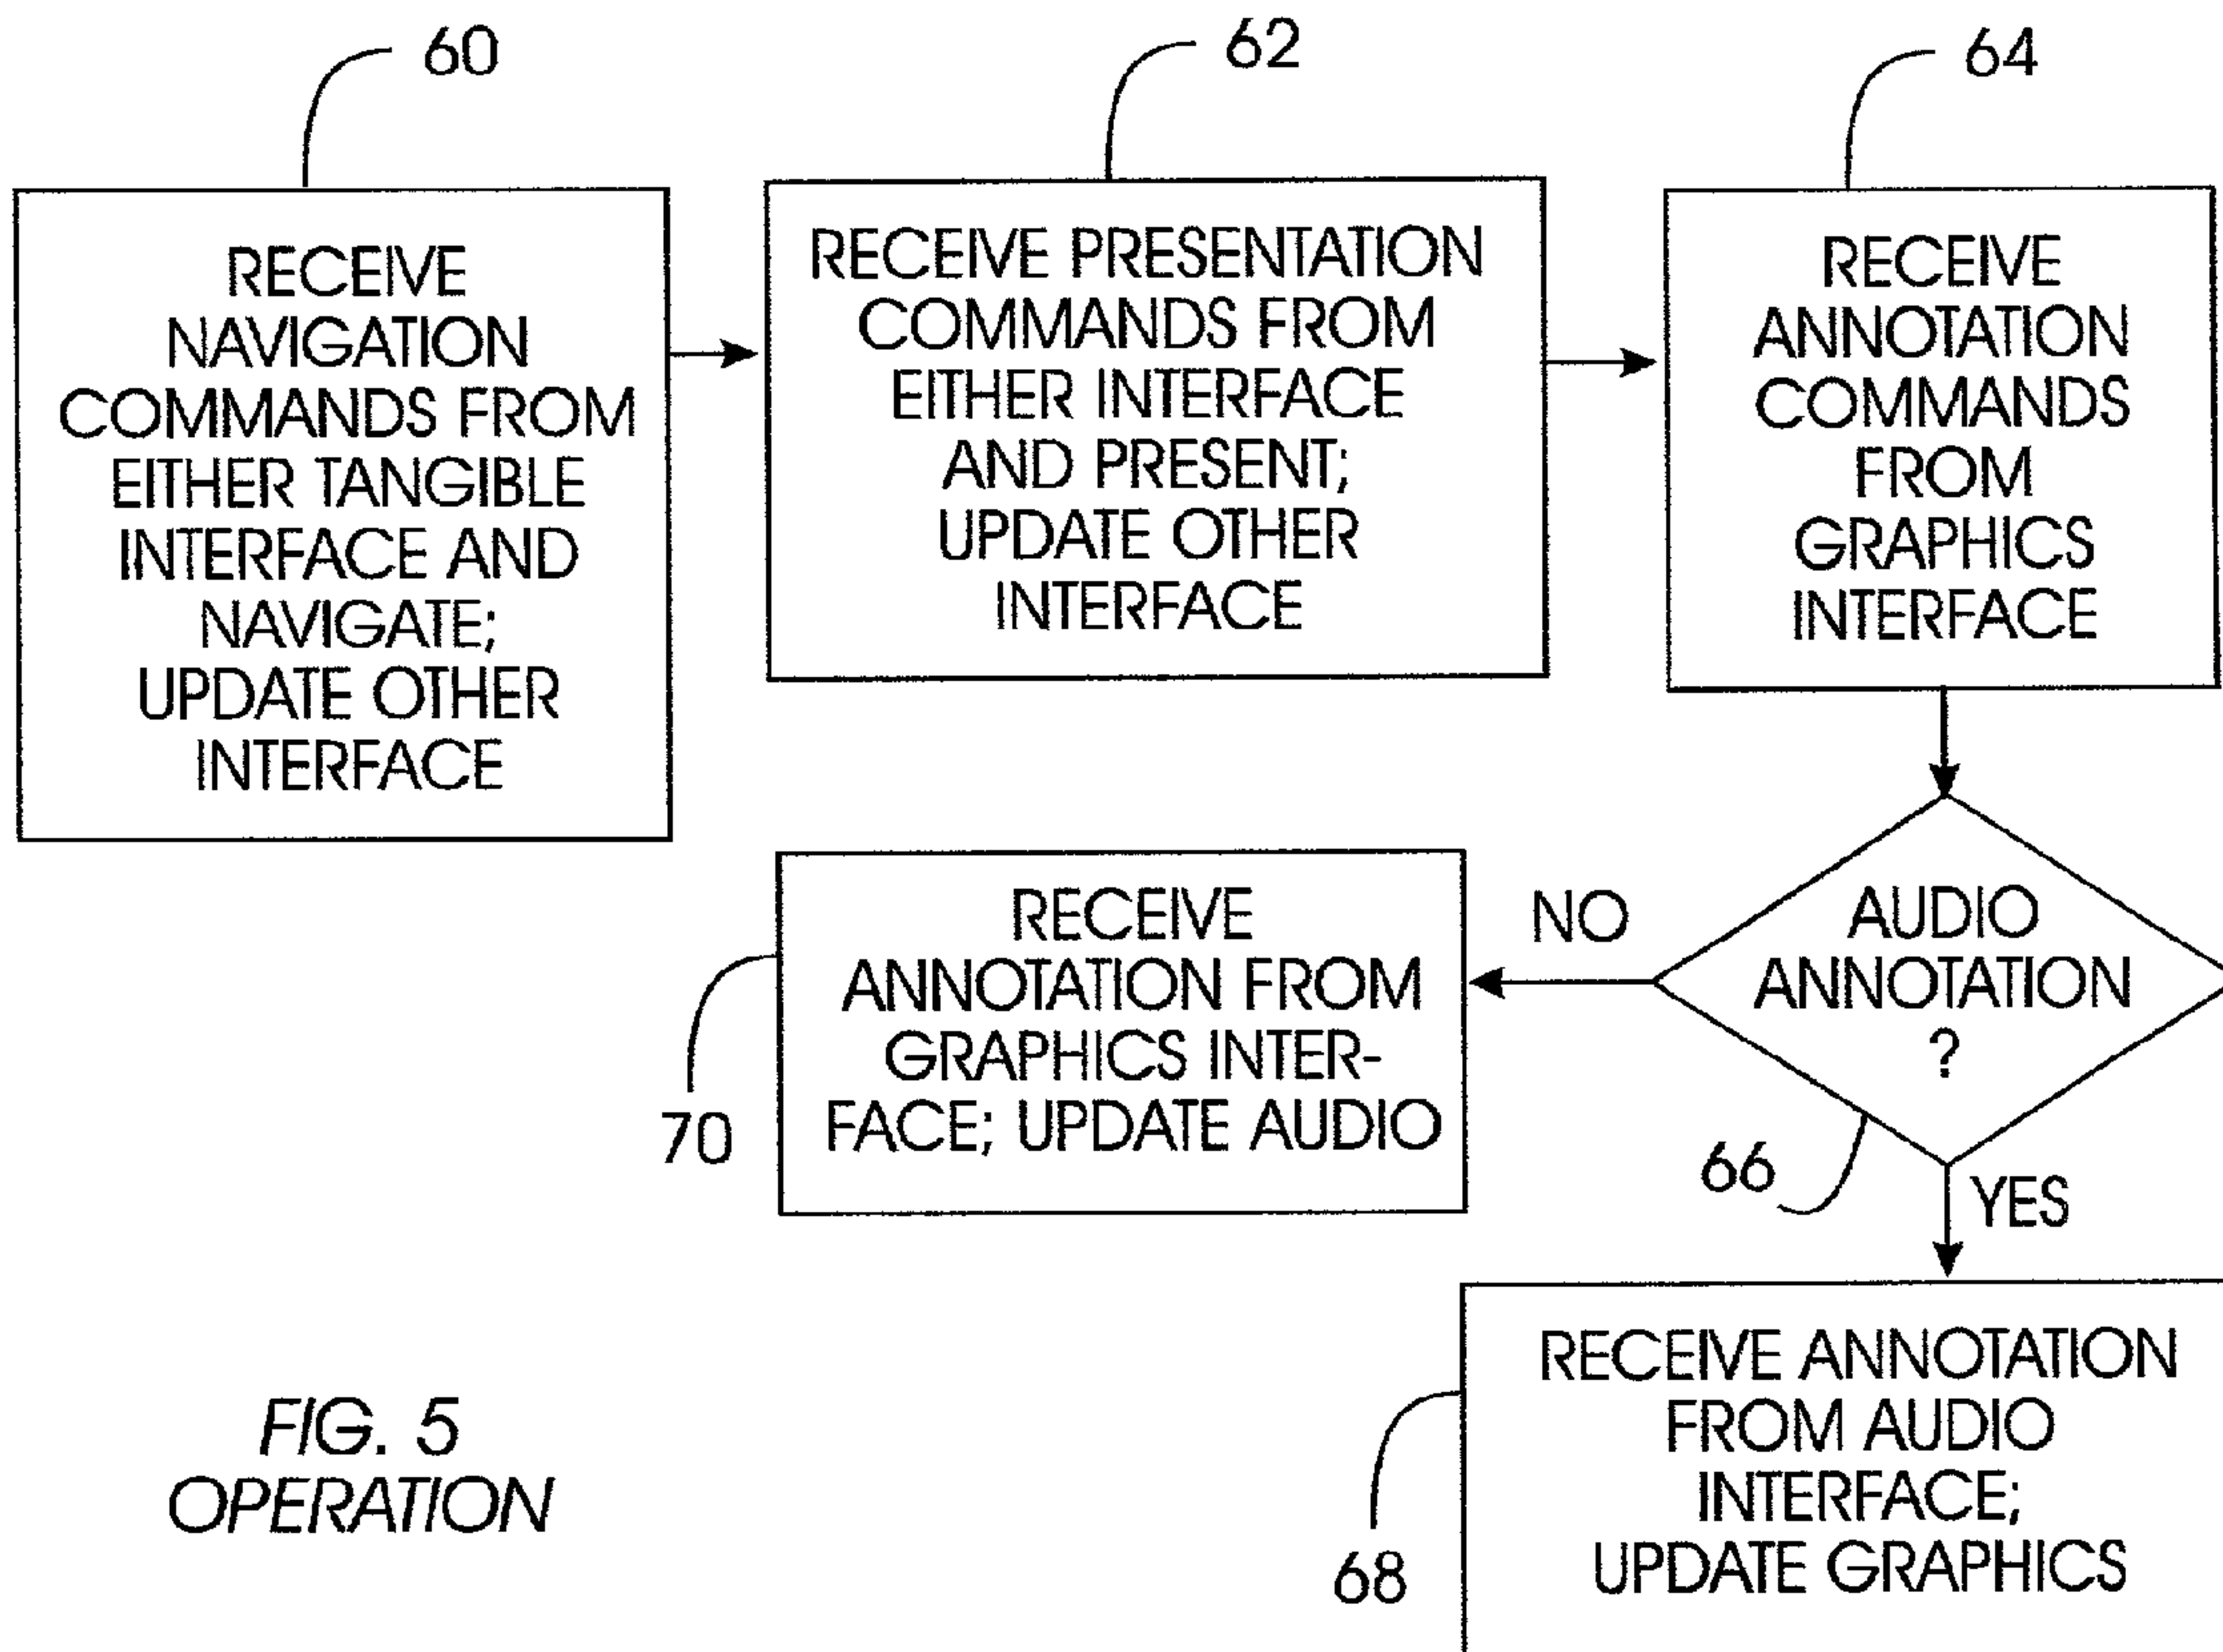 60
RECEIVE
NAVIGATION
COMMANDS FROM
EITHER TANGIBLE
INTERFACE AND
NAVIGATE;
UPDATE OTHER
INTERFACE
62
RECEIVE PRESENTATION
COMMANDS FROM
EITHER INTERFACE
AND PRESENT;
UPDATE OTHER
INTERFACE
64
RECEIVE
ANNOTATION
COMMANDS
FROM
GRAPHICS
INTERFACE
AUDIO
ANNOTATION
?
66
NO
YES
RECEIVE
ANNOTATION FROM
GRAPHICS INTER-
FACE; UPDATE AUDIO
70
RECEIVE ANNOTATION
FROM AUDIO
INTERFACE;
UPDATE GRAPHICS
68
FIG. 5
OPERATION